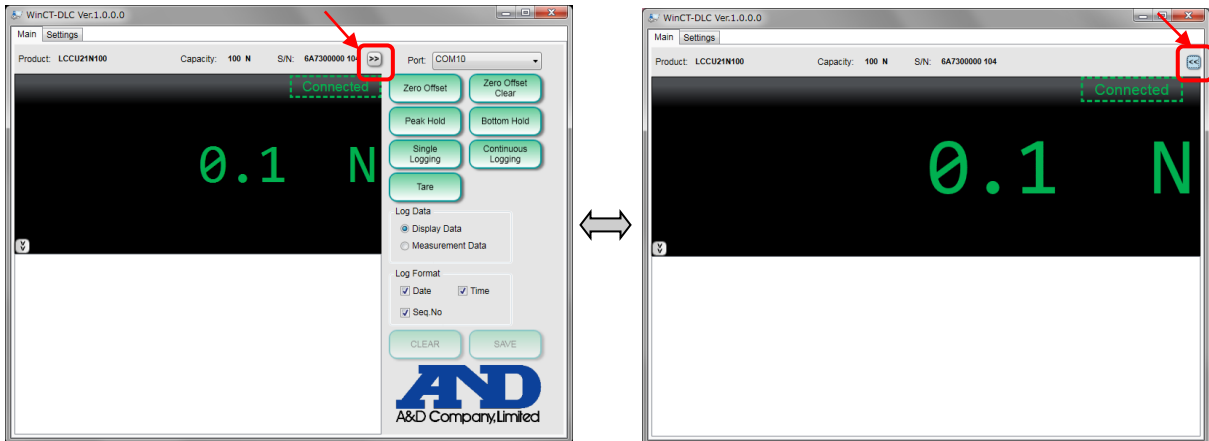 WinCT-DLC Ver.1.0.0.0
Main Settings
Product: LCCU21N100 Capacity: 100 N S/N: 6A7300000 104 >> Port: COM10
Connected
0.1 N
Zero Offset Zero Offset Clear
Peak Hold Bottom Hold
Single Logging Continuous Logging
Tare
Log Data
Display Data
Measurement Data
Log Format
Date Time
Seq.No
CLEAR SAVE
AND
A&D Company,Limited
WinCT-DLC Ver.1.0.0.0
Main Settings
Product: LCCU21N100 Capacity: 100 N S/N: 6A7300000 104 <<
Connected
0.1 N